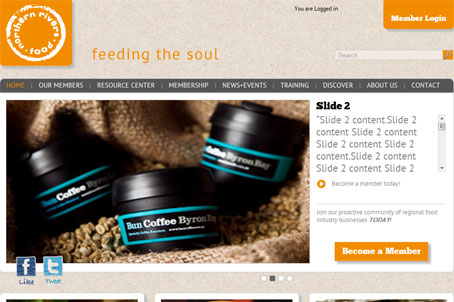 northern rivers food
You are Logged in
Member Login
feeding the soul
Search
HOME | OUR MEMBERS | RESOURCE CENTER | MEMBERSHIP | NEWS+EVENTS | TRAINING | DISCOVER | ABOUT US | CONTACT
Slide 2
"Slide 2 content.Slide 2
content Slide 2 content
Slide 2 content Slide 2
content.Slide 2 content
Slide 2 content Slide 2
Become a member today!
Join our proactive community of regional food
industry businesses TODAY!
Become a Member
Bun Coffee Byron Bay
Bun Coffee Byron Bay
Like
Tweet